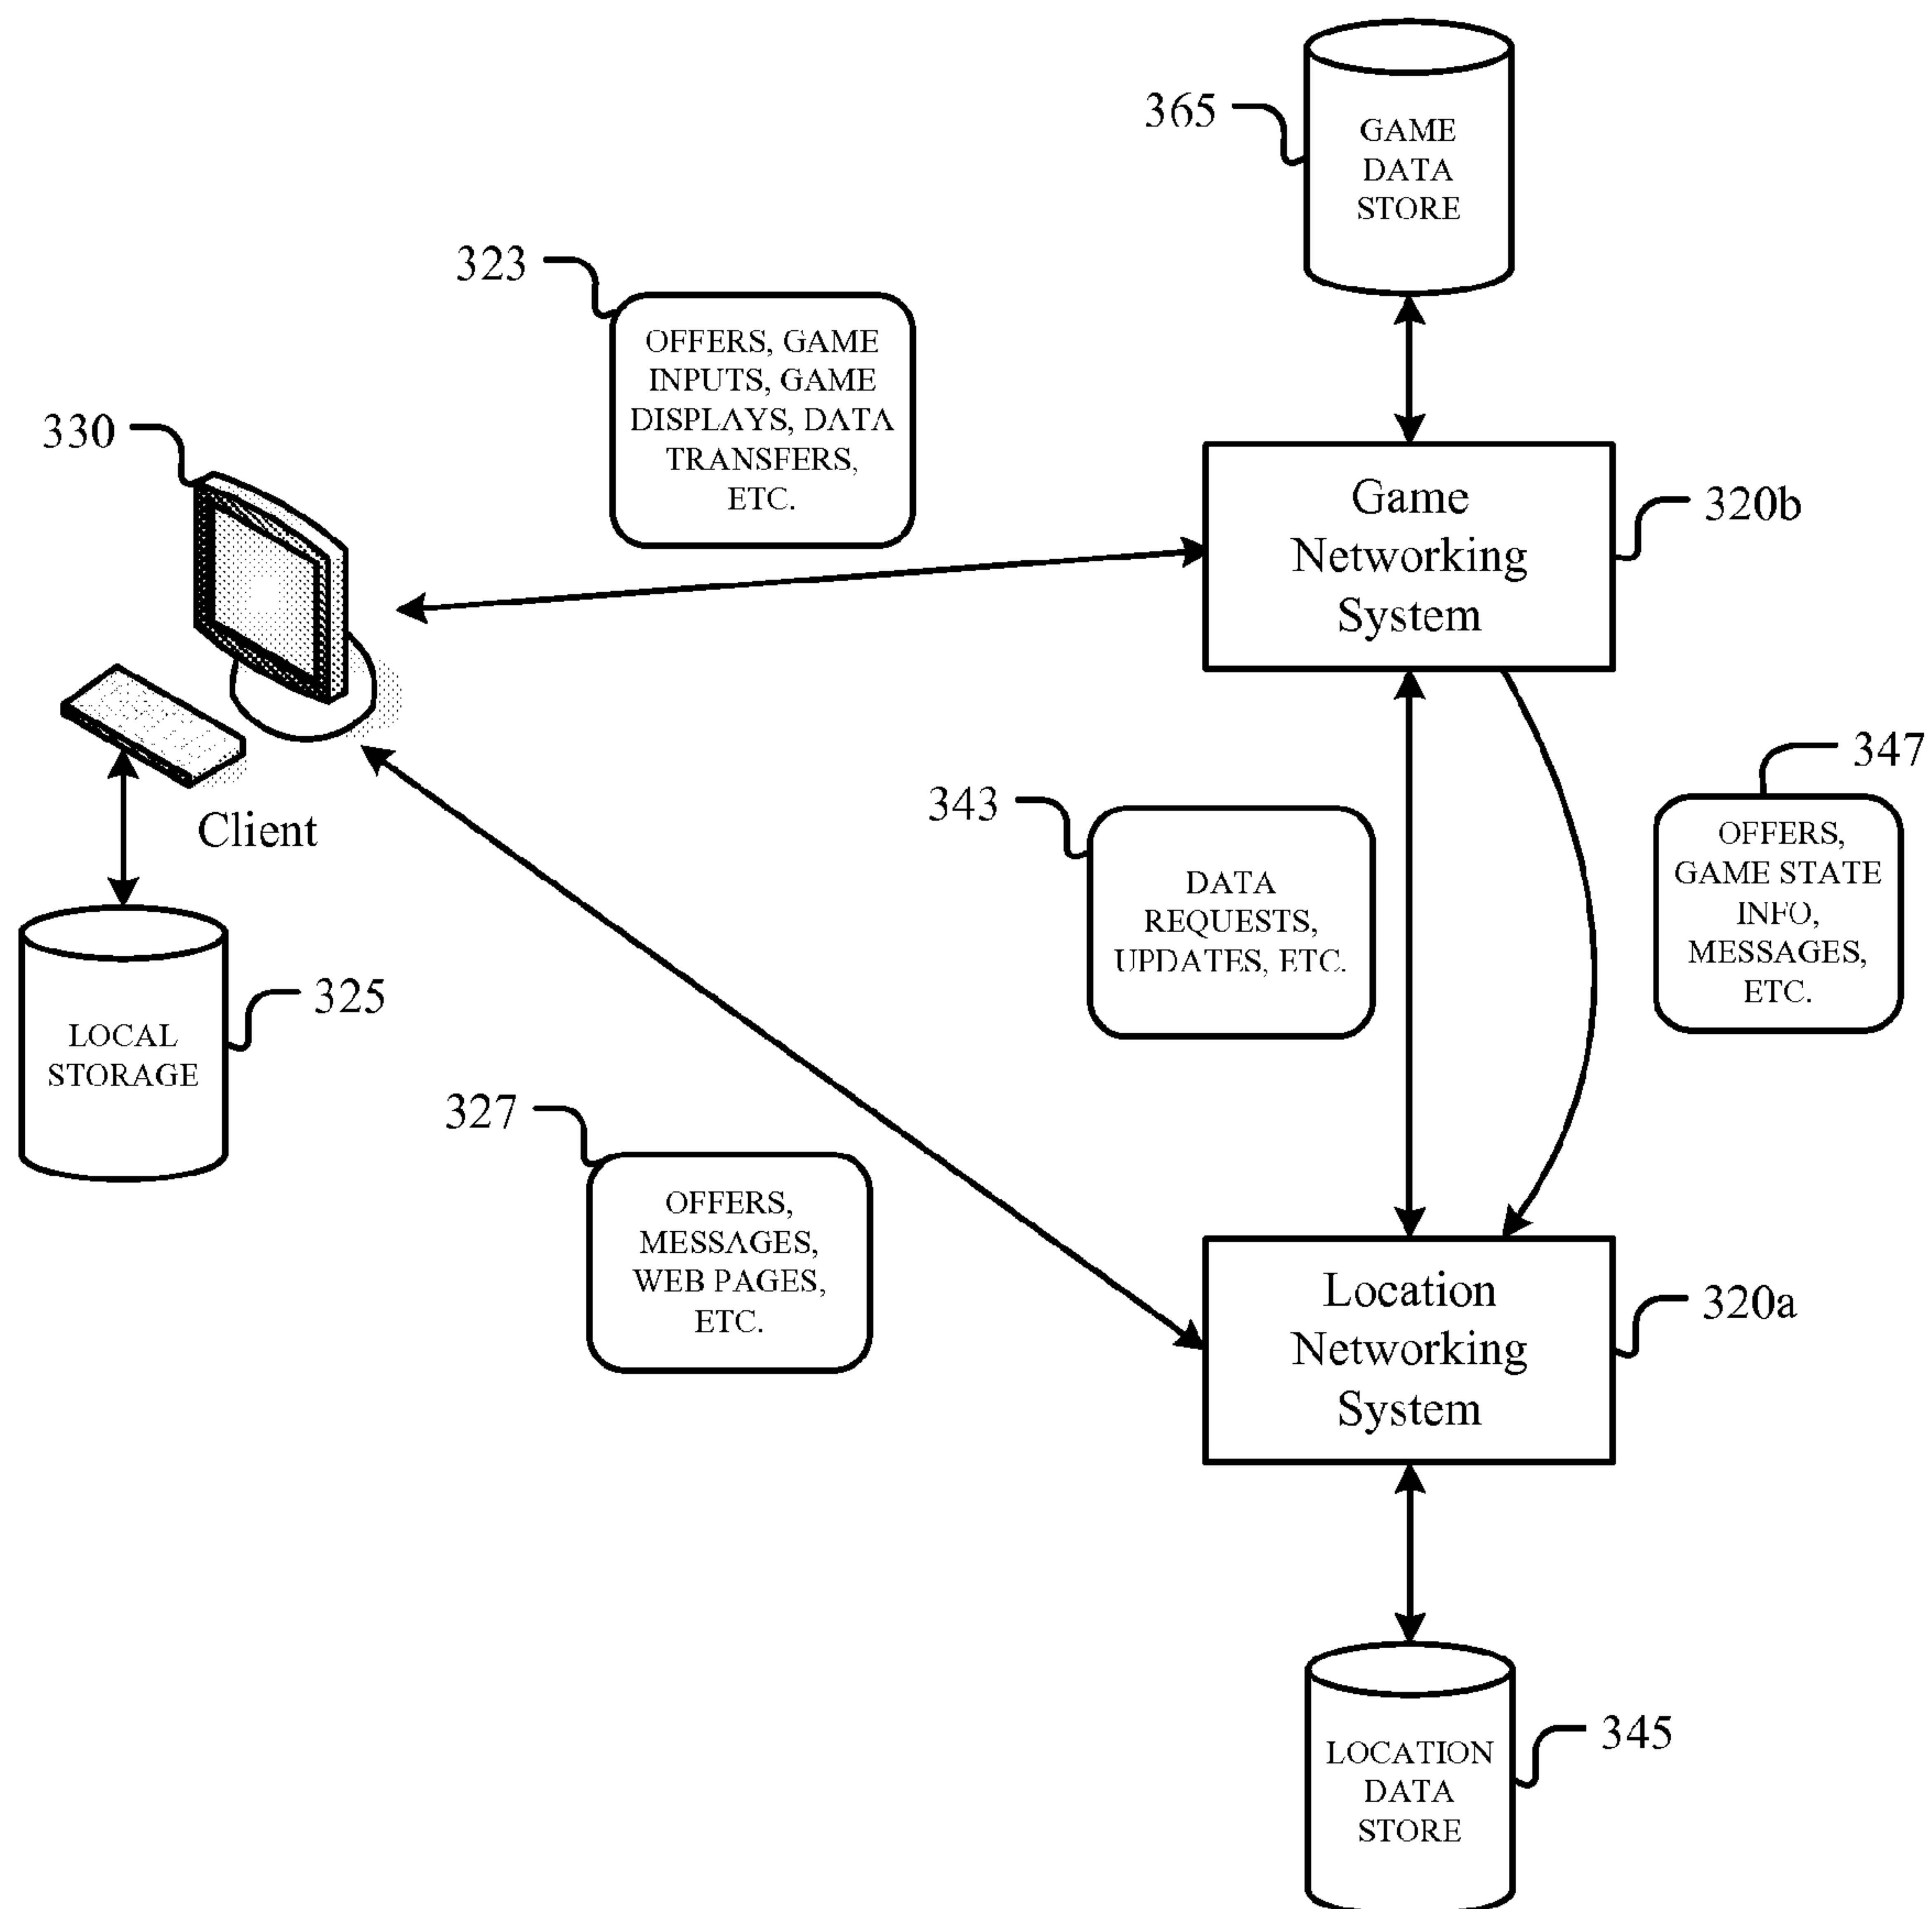 365
GAME
DATA
STORE
323
OFFERS, GAME
INPUTS, GAME
DISPLAYS, DATA
TRANSFERS,
ETC.
330
Game
Networking
System
320b
Client
343
DATA
REQUESTS,
UPDATES, ETC.
347
OFFERS,
GAME STATE
INFO,
MESSAGES,
ETC.
LOCAL
STORAGE
325
327
OFFERS,
MESSAGES,
WEB PAGES,
ETC.
Location
Networking
System
320a
LOCATION
DATA
STORE
345